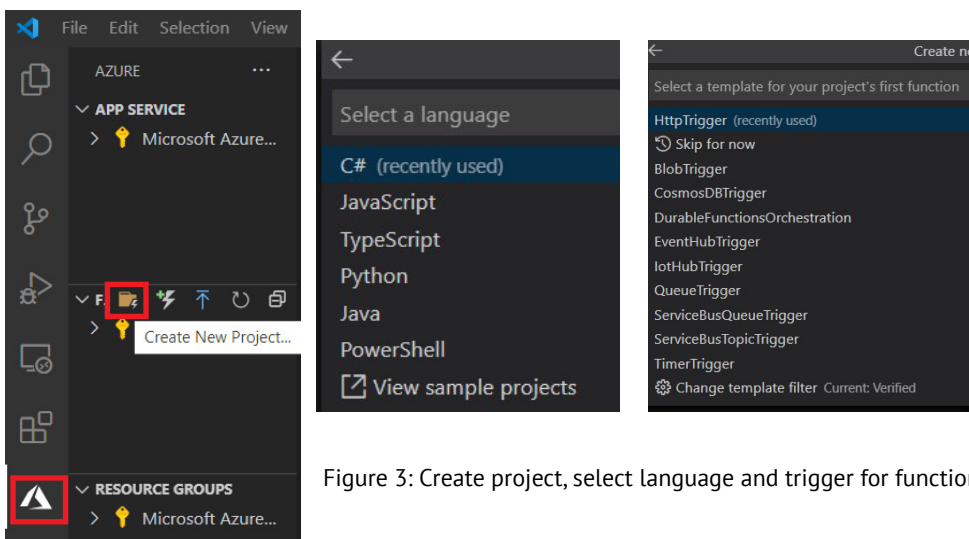 File Edit Selection View
AZURE ...
APP SERVICE
Microsoft Azure...
F.
Create New Project...
RESOURCE GROUPS
Microsoft Azure...
Select a language
C# (recently used)
JavaScript
TypeScript
Python
Java
PowerShell
View sample projects
Create ne
Select a template for your project's first function
HttpTrigger (recently used)
Skip for now
BlobTrigger
CosmosDBTrigger
DurableFunctionsOrchestration
EventHubTrigger
IotHubTrigger
QueueTrigger
ServiceBusQueueTrigger
ServiceBusTopicTrigger
TimerTrigger
Change template filter Current: Verified
Figure 3: Create project, select language and trigger for function